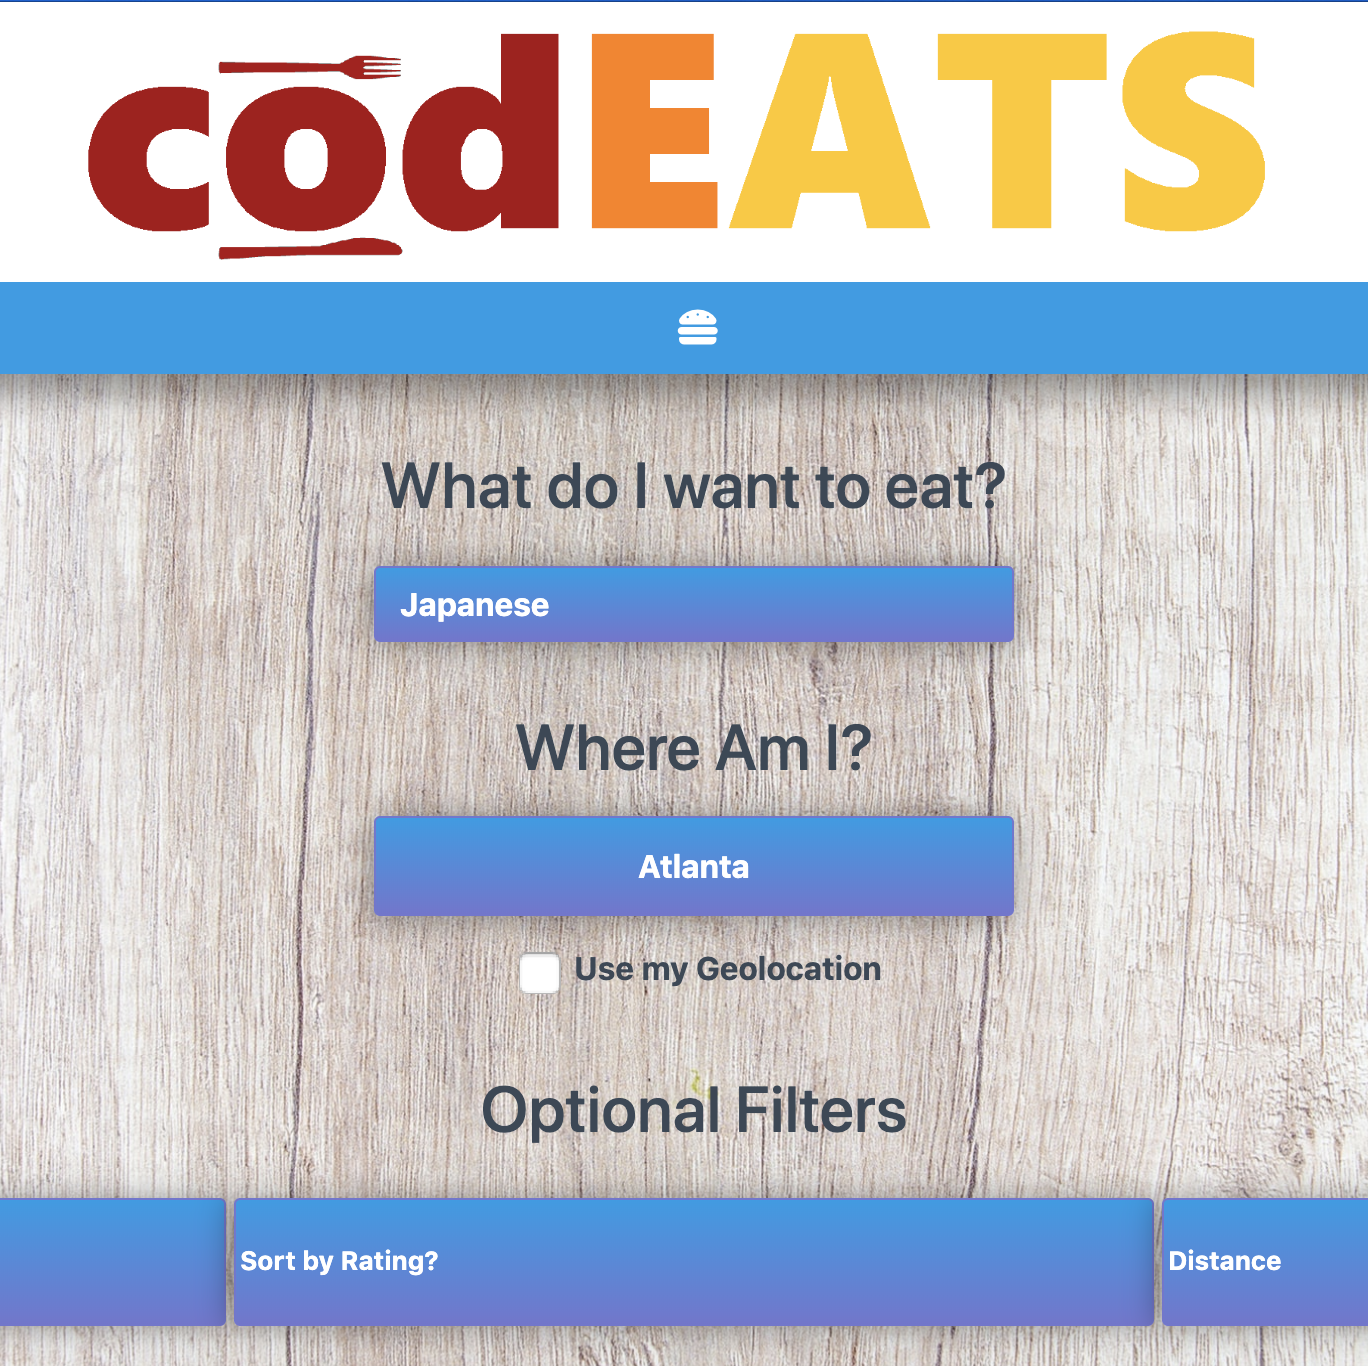 codEATS
What do I want to eat?
Japanese
Where Am I?
Atlanta
Use my Geolocation
Optional Filters
Sort by Rating?
Distance